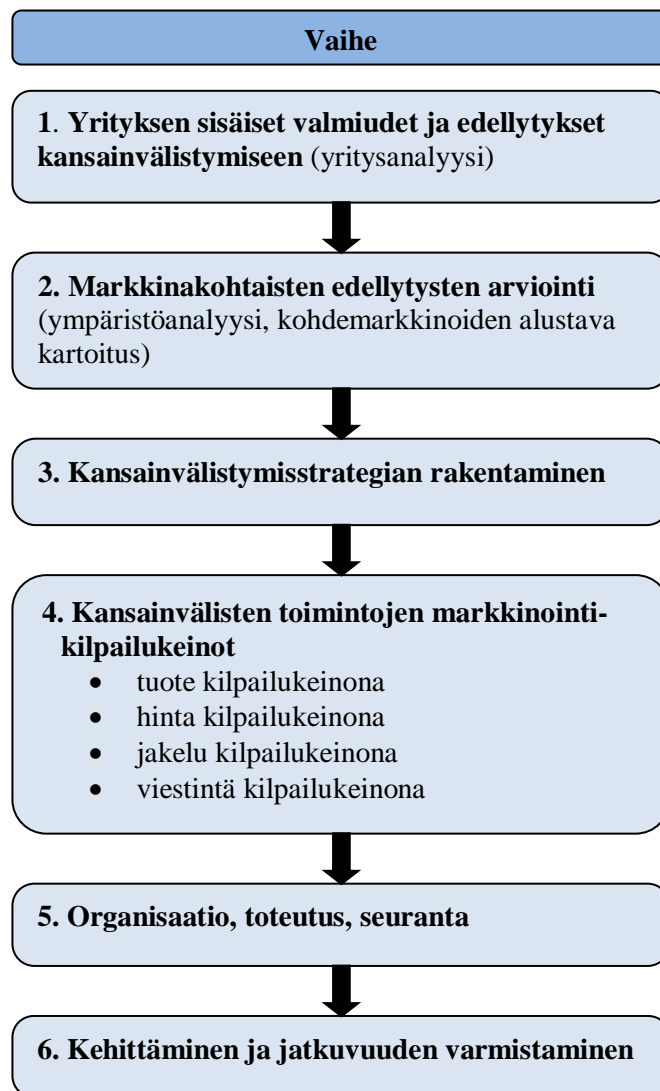 Vaihe
1. Yrityksen sisäiset valmiudet ja edellytykset
kansainvälistymiseen (yritysanalyysi)
2. Markkinakohtaisten edellytysten arviointi
(ympäristöanalyysi, kohdemarkkinoiden alustava
kartoitus)
3. Kansainvälistymisstrategian rakentaminen
4. Kansainvälisten toimintojen markkinointi-
kilpailukeinot
• tuote kilpailukeinona
• hinta kilpailukeinona
• jakelu kilpailukeinona
• viestintä kilpailukeinona
5. Organisaatio, toteutus, seuranta
6. Kehittäminen ja jatkuvuuden varmistaminen